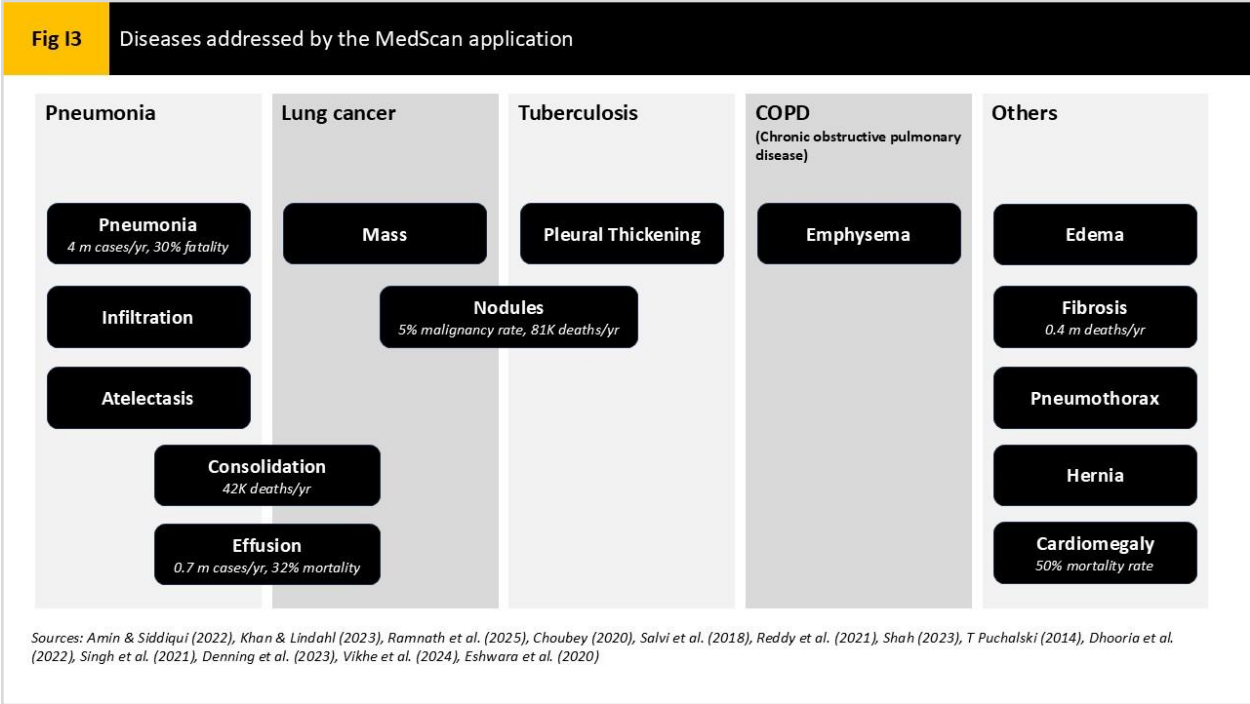 Fig I3
Diseases addressed by the MedScan application
Pneumonia
Lung cancer
Tuberculosis
COPD
(Chronic obstructive pulmonary
disease)
Others
Pneumonia
4 m cases/yr, 30% fatality
Mass
Pleural Thickening
Emphysema
Edema
Infiltration
Nodules
5% malignancy rate, 81K deaths/yr
Fibrosis
0.4 m deaths/yr
Atelectasis
Pneumothorax
Consolidation
42K deaths/yr
Hernia
Effusion
0.7 m cases/yr, 32% mortality
Cardiomegaly
50% mortality rate
Sources: Amin & Siddiqui (2022), Khan & Lindahl (2023), Ramnath et al. (2025), Choubey (2020), Salvi et al. (2018), Reddy et al. (2021), Shah (2023), T Puchalski (2014), Dhooria et al.
(2022), Singh et al. (2021), Denning et al. (2023), Vikhe et al. (2024), Eshwara et al. (2020)